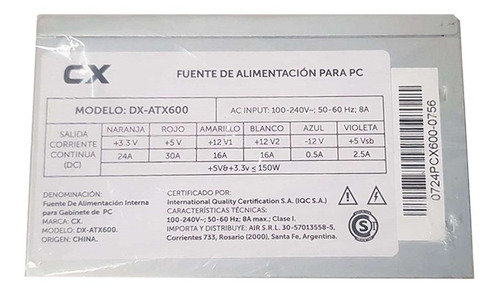 CX
FUENTE DE ALIMENTACIÓN PARA PC
MODELO: DX-ATX600
AC INPUT: 100-240V~; 50-60 Hz; 8A
SALIDA CORRIENTE CONTINUA (DC)
NARANJA ROJO AMARILLO BLANCO AZUL VIOLETA
+3.3 V +5 V +12 V1 +12 V2 -12 V +5 Vsb
24A 30A 16A 16A 0.5A 2.5A
+5V&+3.3v ≤ 150W
DENOMINACIÓN:
Fuente De Alimentación Interna
para Gabinete de PC
MARCA: CX.
MODELO: DX-ATX600.
ORIGEN: CHINA.
CERTIFICADO POR:
International Quality Certification S.A. (IQC S.A.)
CARACTERÍSTICAS TÉCNICAS:
100-240V~; 50-60 Hz; 8A max.; Clase I.
IMPORTA Y DISTRIBUYE: AIR S.R.L. 30-57013558-5,
Corrientes 733, Rosario (2000), Santa Fe, Argentina.
S
0724PCX600-0756